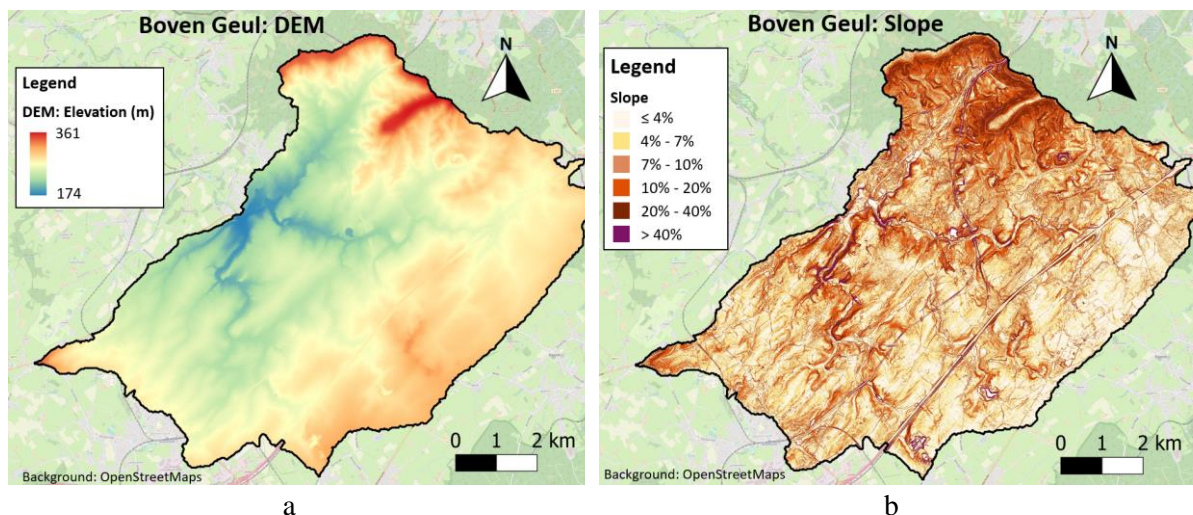 Boven Geul: DEM
N
Legend
DEM: Elevation (m)
361
174
0 1 2 km
Background: OpenStreetMaps
a
Boven Geul: Slope
N
Legend
Slope
≤ 4%
4% - 7%
7% - 10%
10% - 20%
20% - 40%
> 40%
0 1 2 km
Background: OpenStreetMaps
b